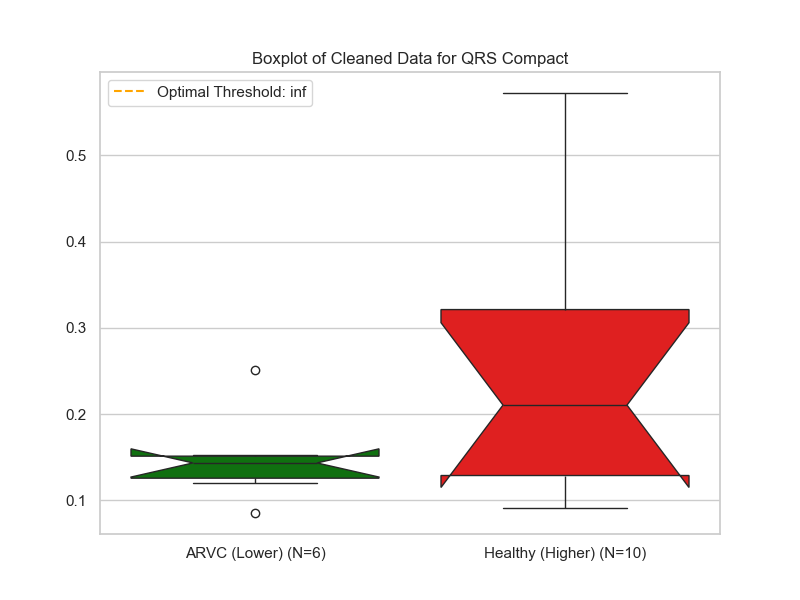 Boxplot of Cleaned Data for QRS Compact
Optimal Threshold: inf
0.5
0.4
0.3
0.2
0.1
ARVC (Lower) (N=6)
Healthy (Higher) (N=10)